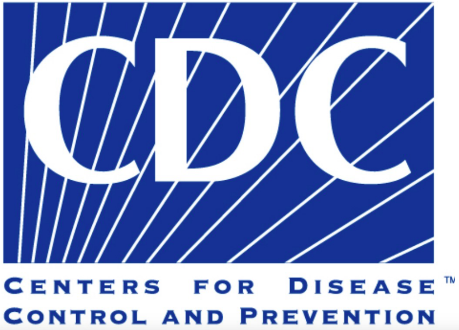 CDC
CENTERS FOR DISEASE ™
CONTROL AND PREVENTION